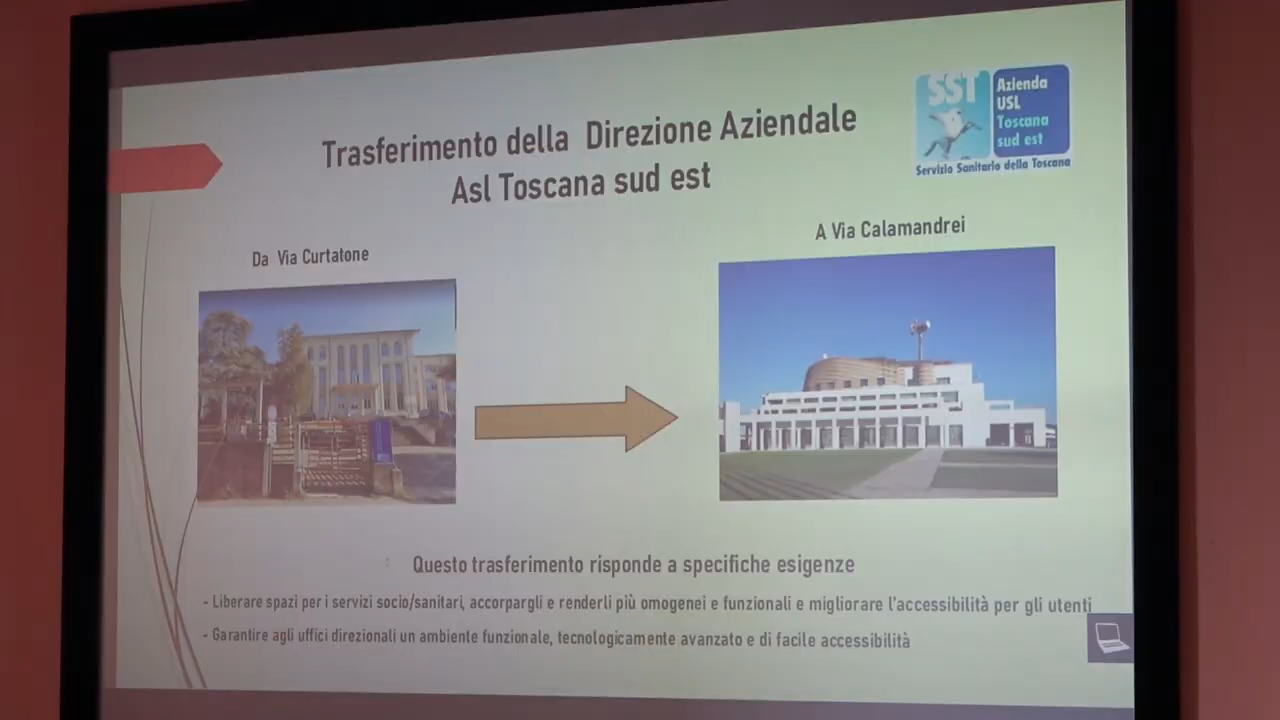 Trasferimento della Direzione Aziendale
Asl Toscana sud est
SST
Azienda
USL
Toscana
sud est
Servizio Sanitario della Toscana
Da Via Curtatone
A Via Calamandrei
Questo trasferimento risponde a specifiche esigenze
- Liberare spazi per i servizi socio/sanitari, accorpargli e renderli più omogenei e funzionali e migliorare l'accessibilità per gli utenti
- Garantire agli uffici direzionali un ambiente funzionale, tecnologicamente avanzato e di facile accessibilità